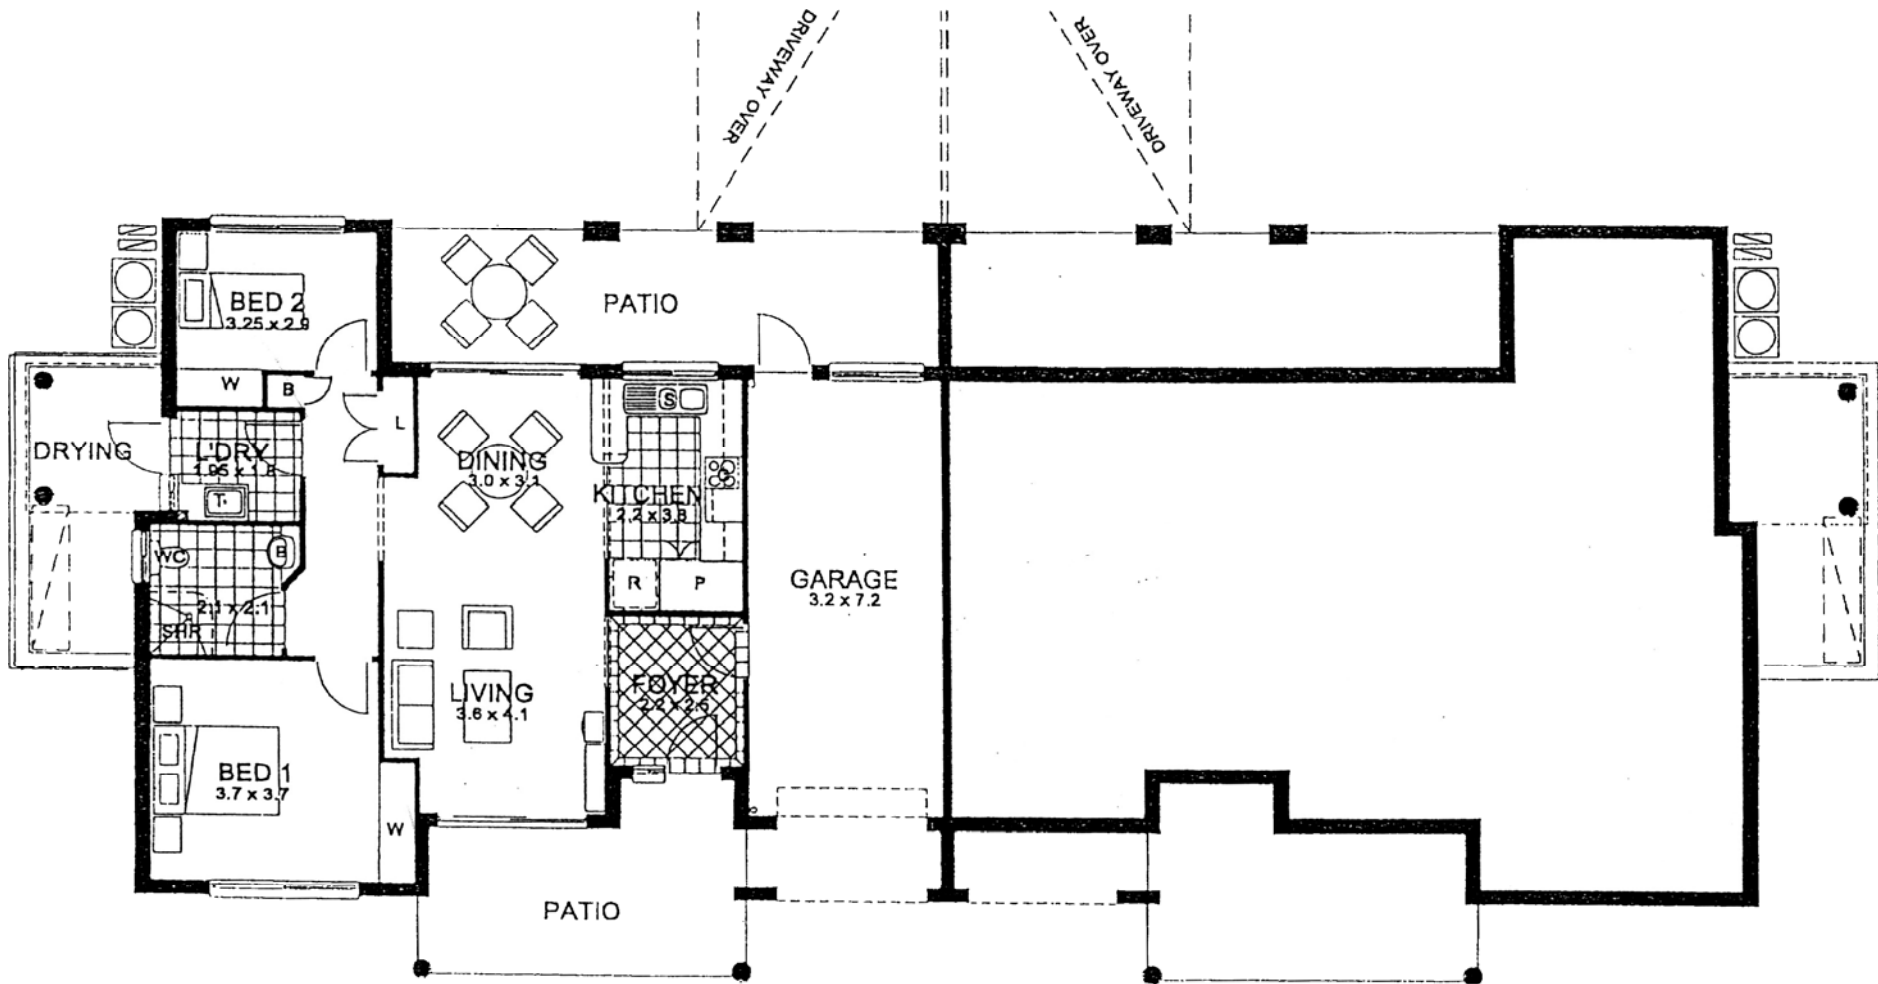 DRIVEWAY OVER
DRIVEWAY OVER
BED 2
3.25 x 2.9
PATIO
W
B
L
S
DRYING
L'DRY
1.95 x 1.8
T
DINING
3.0 x 3.1
KITCHEN
2.2 x 3.8
WC
B
R
P
GARAGE
3.2 x 7.2
2.1 x 2.1
SHR
LIVING
3.6 x 4.1
FOYER
2.2 x 2.5
BED 1
3.7 x 3.7
W
PATIO